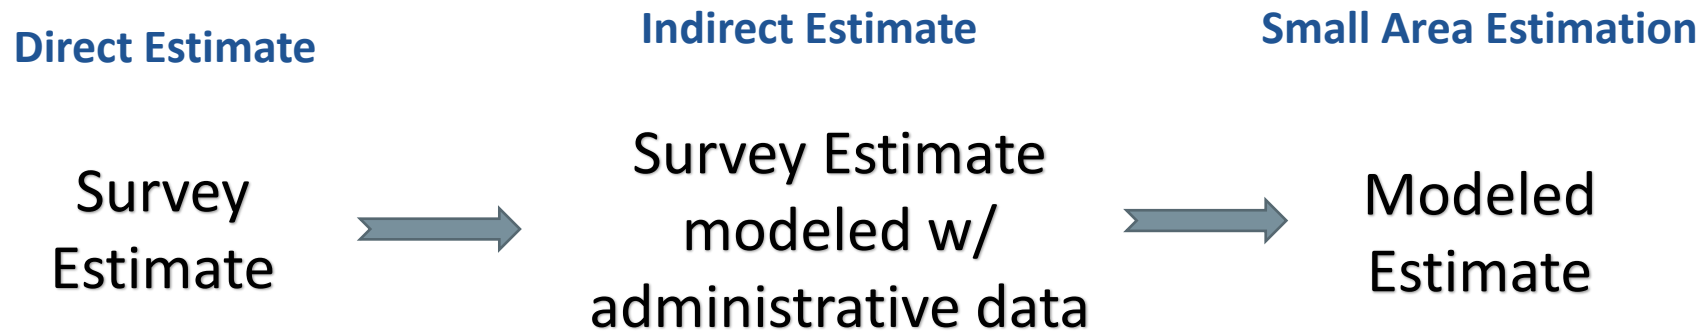 Direct Estimate
Survey
Estimate
Indirect Estimate
Survey Estimate
modeled w/
administrative data
Small Area Estimation
Modeled
Estimate